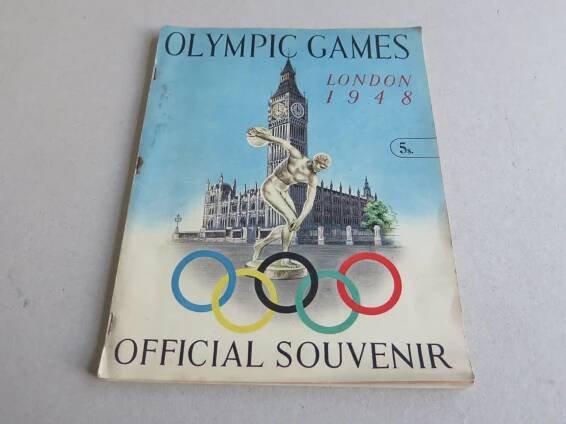 OLYMPIC GAMES
LONDON
1948
5s.
OFFICIAL SOUVENIR